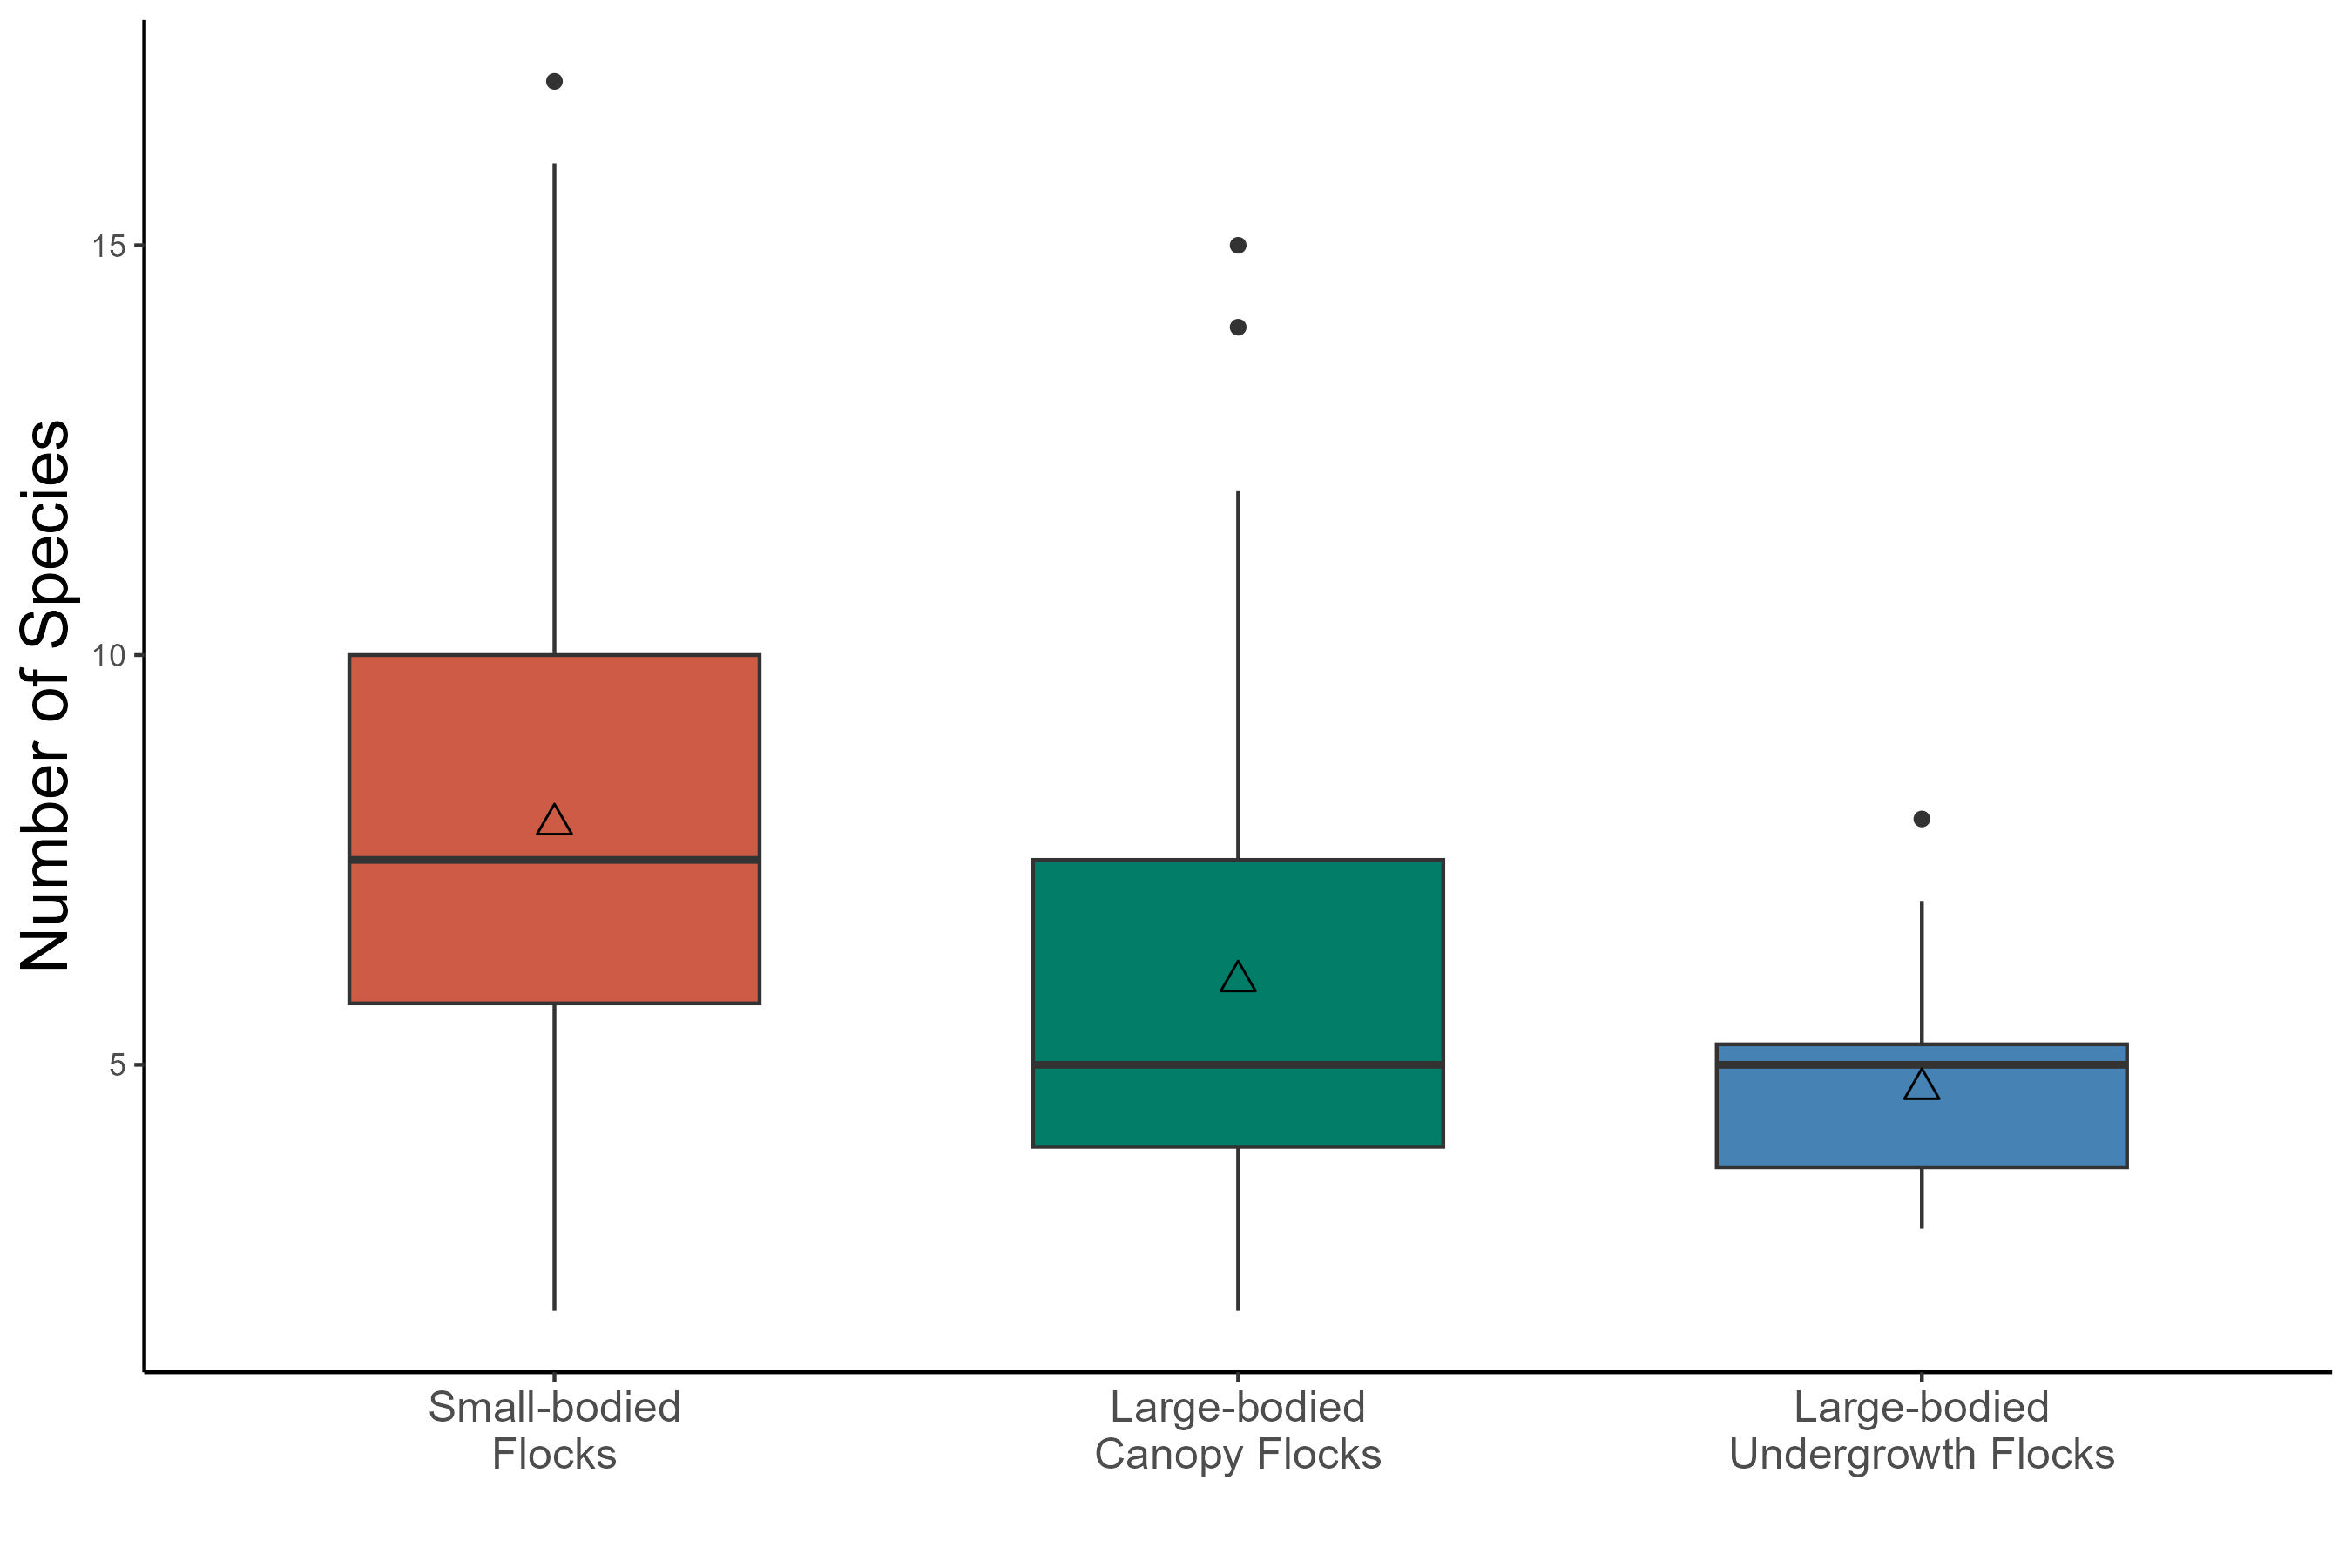 Number of Species
15
10
5
Small-bodied
Flocks
Large-bodied
Canopy Flocks
Large-bodied
Undergrowth Flocks